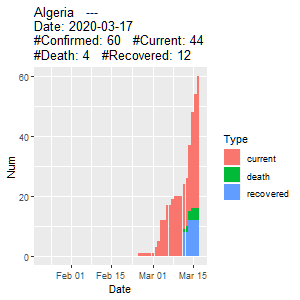 Algeria   ---
Date: 2020-03-17
#Confirmed: 60   #Current: 44
#Death: 4   #Recovered: 12
60
40
20
0
Num
Feb 01
Feb 15
Mar 01
Mar 15
Date
Type
current
death
recovered